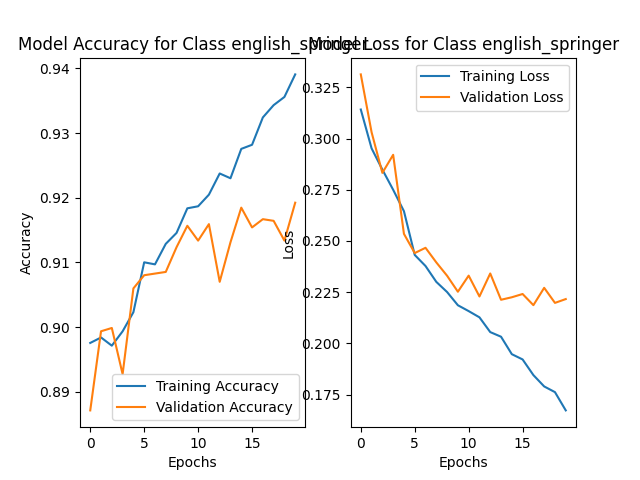 Model Accuracy for Class english_springer
Model Loss for Class english_springer
0.94
0.93
0.92
0.91
0.90
0.89
Accuracy
0
5
10
15
Epochs
Training Accuracy
Validation Accuracy
0.325
0.300
0.275
0.250
0.225
0.200
0.175
Loss
0
5
10
15
Epochs
Training Loss
Validation Loss